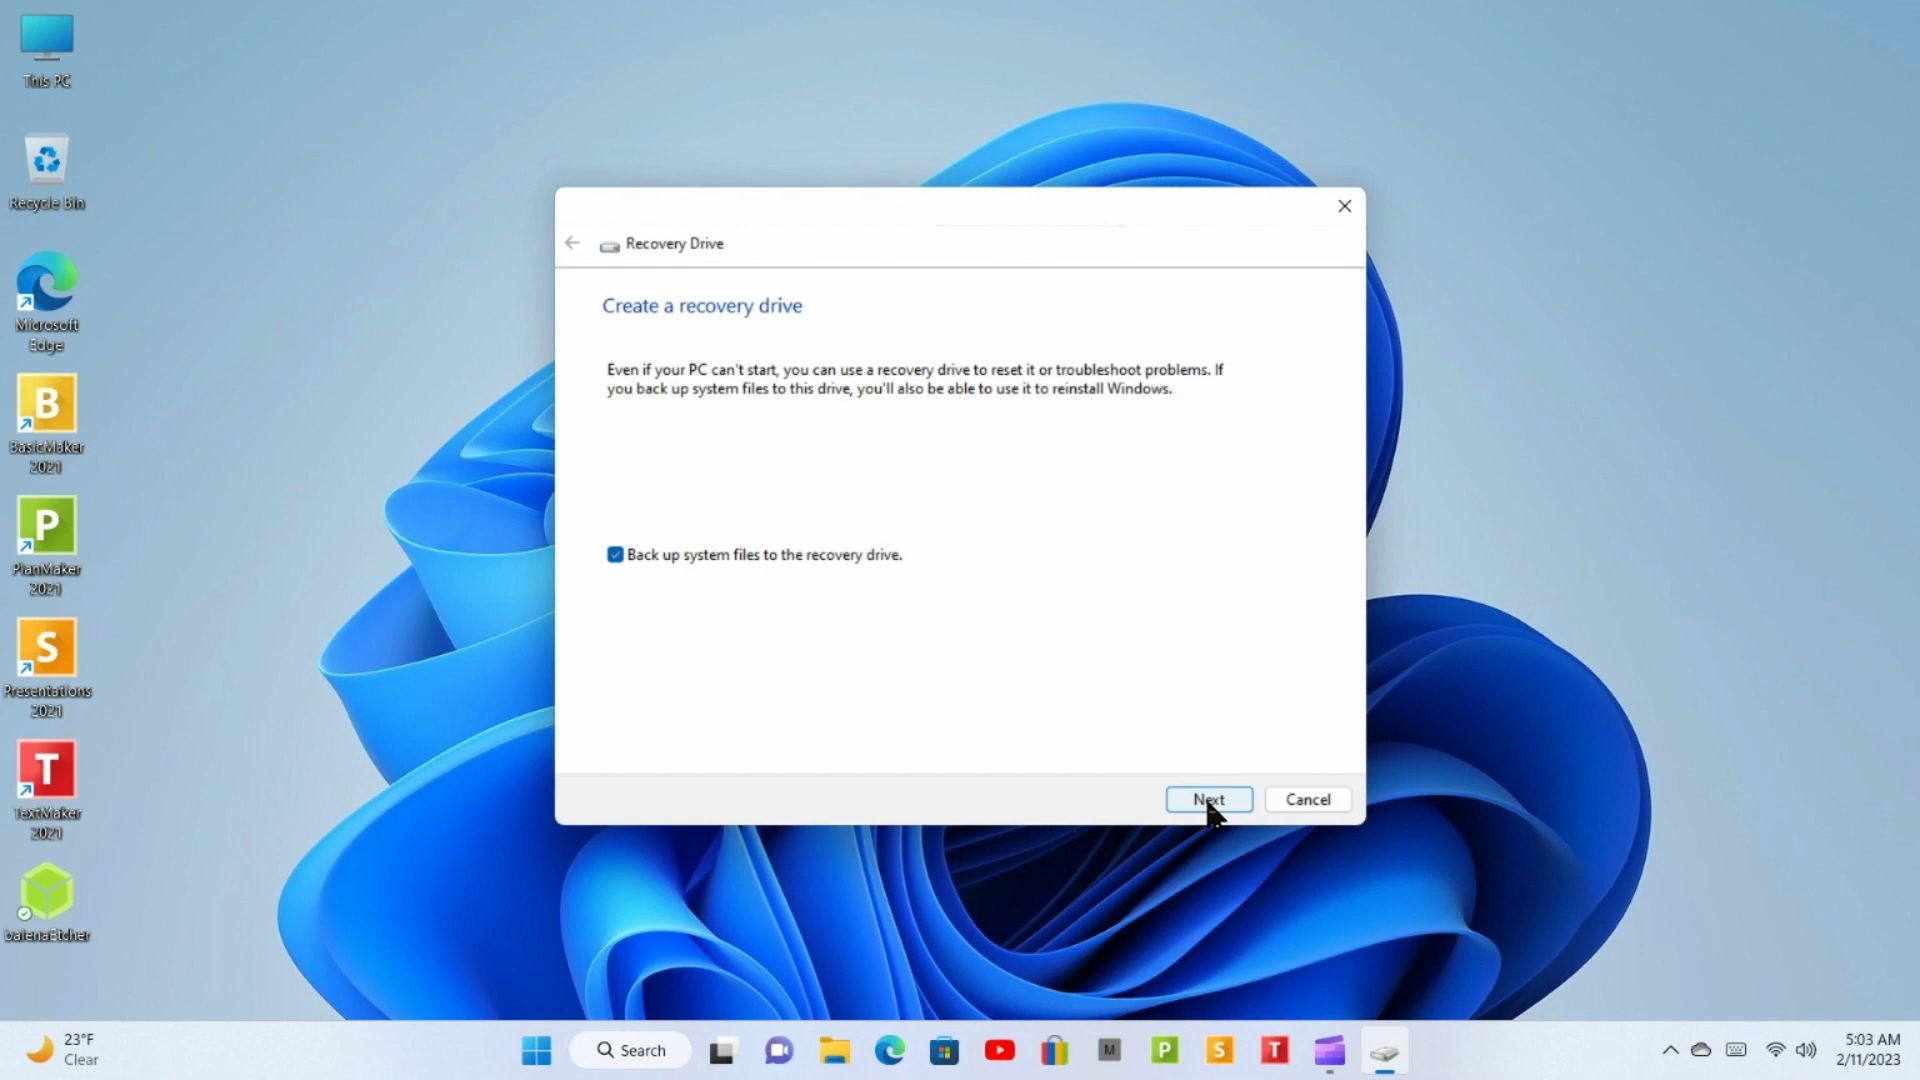 This PC
Recycle Bin
Microsoft
Edge
B
BasicMaker
2021
P
PlanMaker
2021
S
Presentations
2021
T
TextMaker
2021
balenaEtcher
Recovery Drive
Create a recovery drive
Even if your PC can't start, you can use a recovery drive to reset it or troubleshoot problems. If
you back up system files to this drive, you'll also be able to use it to reinstall Windows.
Back up system files to the recovery drive.
Next
Cancel
23°F
Clear
Search
M
P
S
T
5:03 AM
2/11/2023